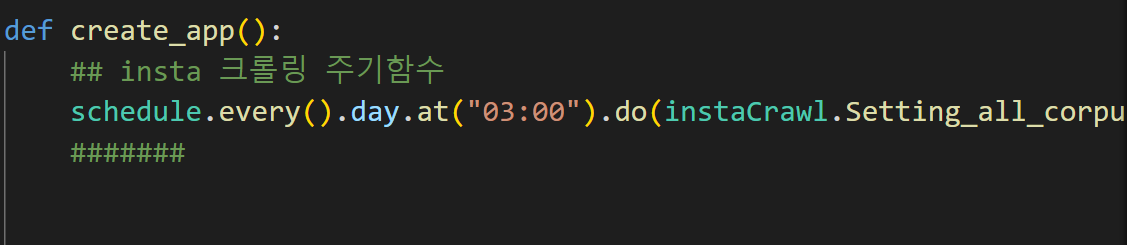 def create_app():
## insta 크롤링 주기함수
schedule.every().day.at("03:00").do(instaCrawl.Setting_all_corpu
#######